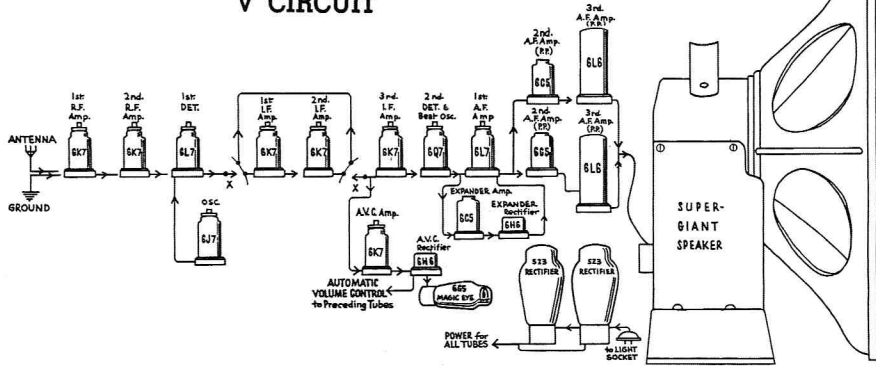 V CIRCUIT
1st.
R.F.
Amp.
6K7
2nd.
R.F.
Amp.
6K7
1st
DET.
6L7
1st
I.F.
Amp
6K7
2nd.
I.F.
Amp
6K7
3rd.
I.F.
Amp
6K7
2nd
DET. &
Beat Osc.
6Q7
1st
A.F.
Amp
6L7
2nd.
A.F. Amp
(P.P.)
6C5
3rd.
A.F. Amp.
(P.P.)
6L6
2nd
A.F. Amp
(P.P.)
6C5
3rd
A.F. Amp
(P.P.)
6L6
ANTENNA
GROUND
X
X
OSC.
6J7
EXPANDER Amp.
6C5
EXPANDER
Rectifier
6H6
A.V.C. Amp.
6K7
A.V.C.
Rectifier
6H6
AUTOMATIC
VOLUME CONTROL
to Preceding Tubes
6G5
MAGIC EYE
5Z3
RECTIFIER
5Z3
RECTIFIER
POWER for
ALL TUBES
to LIGHT
SOCKET
SUPER-
GIANT
SPEAKER